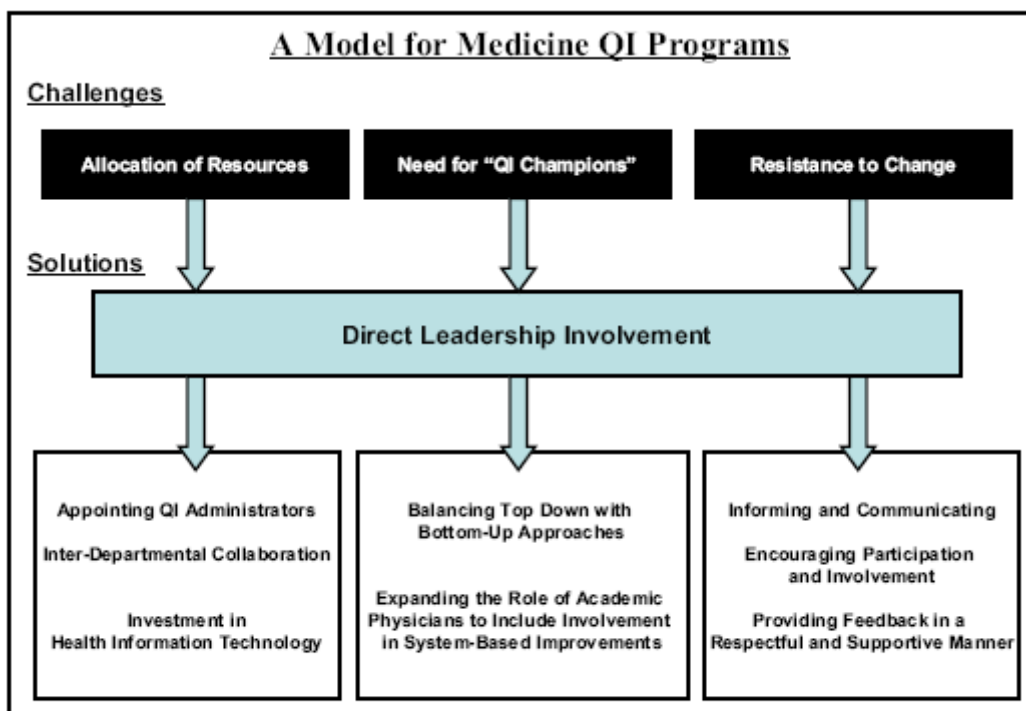 A Model for Medicine QI Programs
Challenges
Allocation of Resources
Need for “QI Champions”
Resistance to Change
Solutions
Direct Leadership Involvement
Appointing QI Administrators
Inter-Departmental Collaboration
Investment in
Health Information Technology
Balancing Top Down with
Bottom-Up Approaches
Expanding the Role of Academic
Physicians to Include Involvement
in System-Based Improvements
Informing and Communicating
Encouraging Participation
and Involvement
Providing Feedback in a
Respectful and Supportive Manner